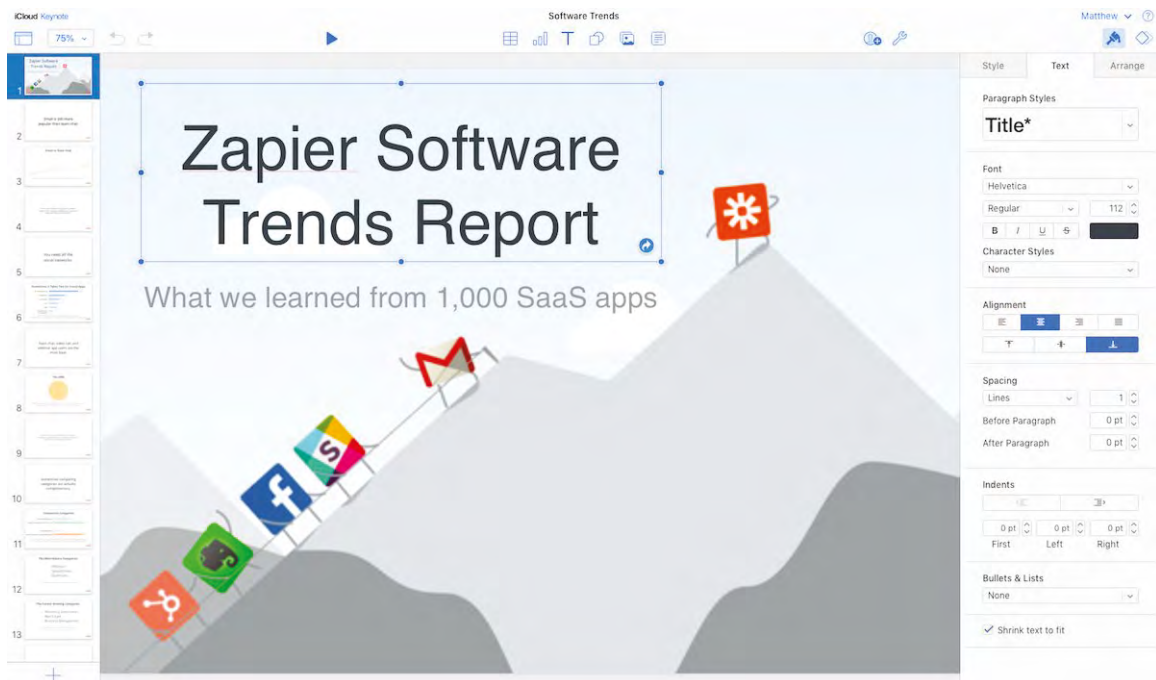 iCloud Keynote
Software Trends
Matthew
75%
Style Text Arrange
Zapier Software
Trends Report
What we learned from 1,000 SaaS apps
1
2
3
4
5
6
7
8
9
10
11
12
13
Paragraph Styles
Title*
Font
Helvetica
Regular 112
B I U S
Character Styles
None
Alignment
Spacing
Lines 1
Before Paragraph 0 pt
After Paragraph 0 pt
Indents
0 pt 0 pt 0 pt
First Left Right
Bullets & Lists
None
Shrink text to fit